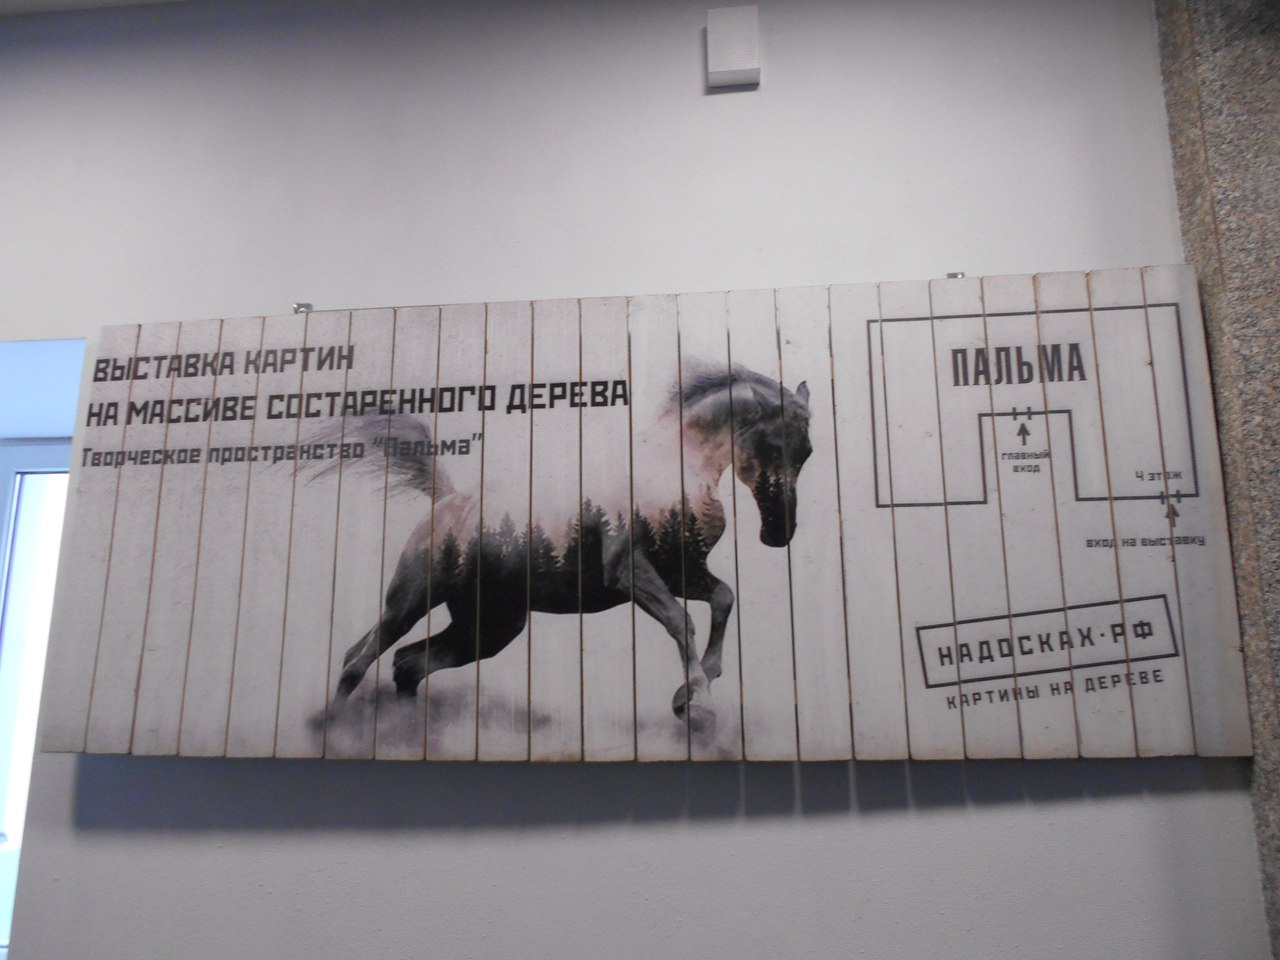 ВЫСТАВКА КАРТИН
НА МАССИВЕ СОСТАРЕННОГО ДЕРЕВА
Творческое пространство "Пальма"
ПАЛЬМА
главный
вход
4 этаж
вход на выставку
НАДОСКАХ·РФ
КАРТИНЫ НА ДЕРЕВЕ